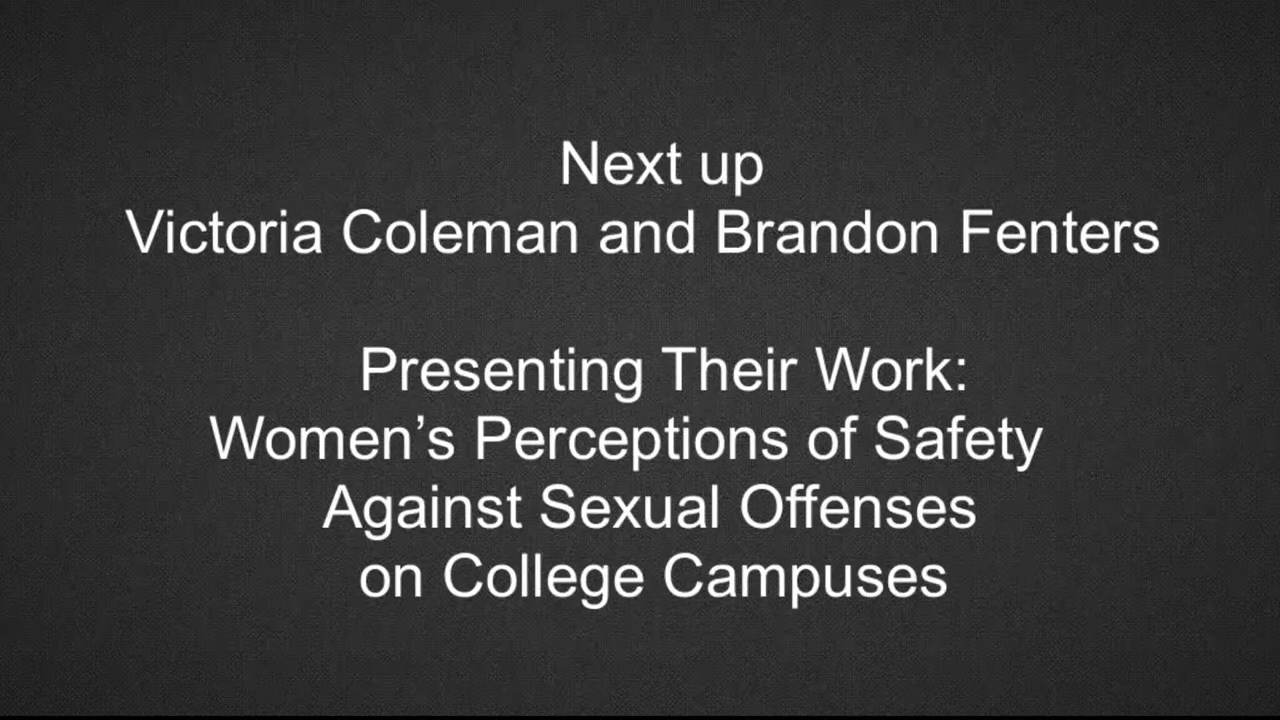 Next up
Victoria Coleman and Brandon Fenters
Presenting Their Work:
Women’s Perceptions of Safety
Against Sexual Offenses
on College Campuses